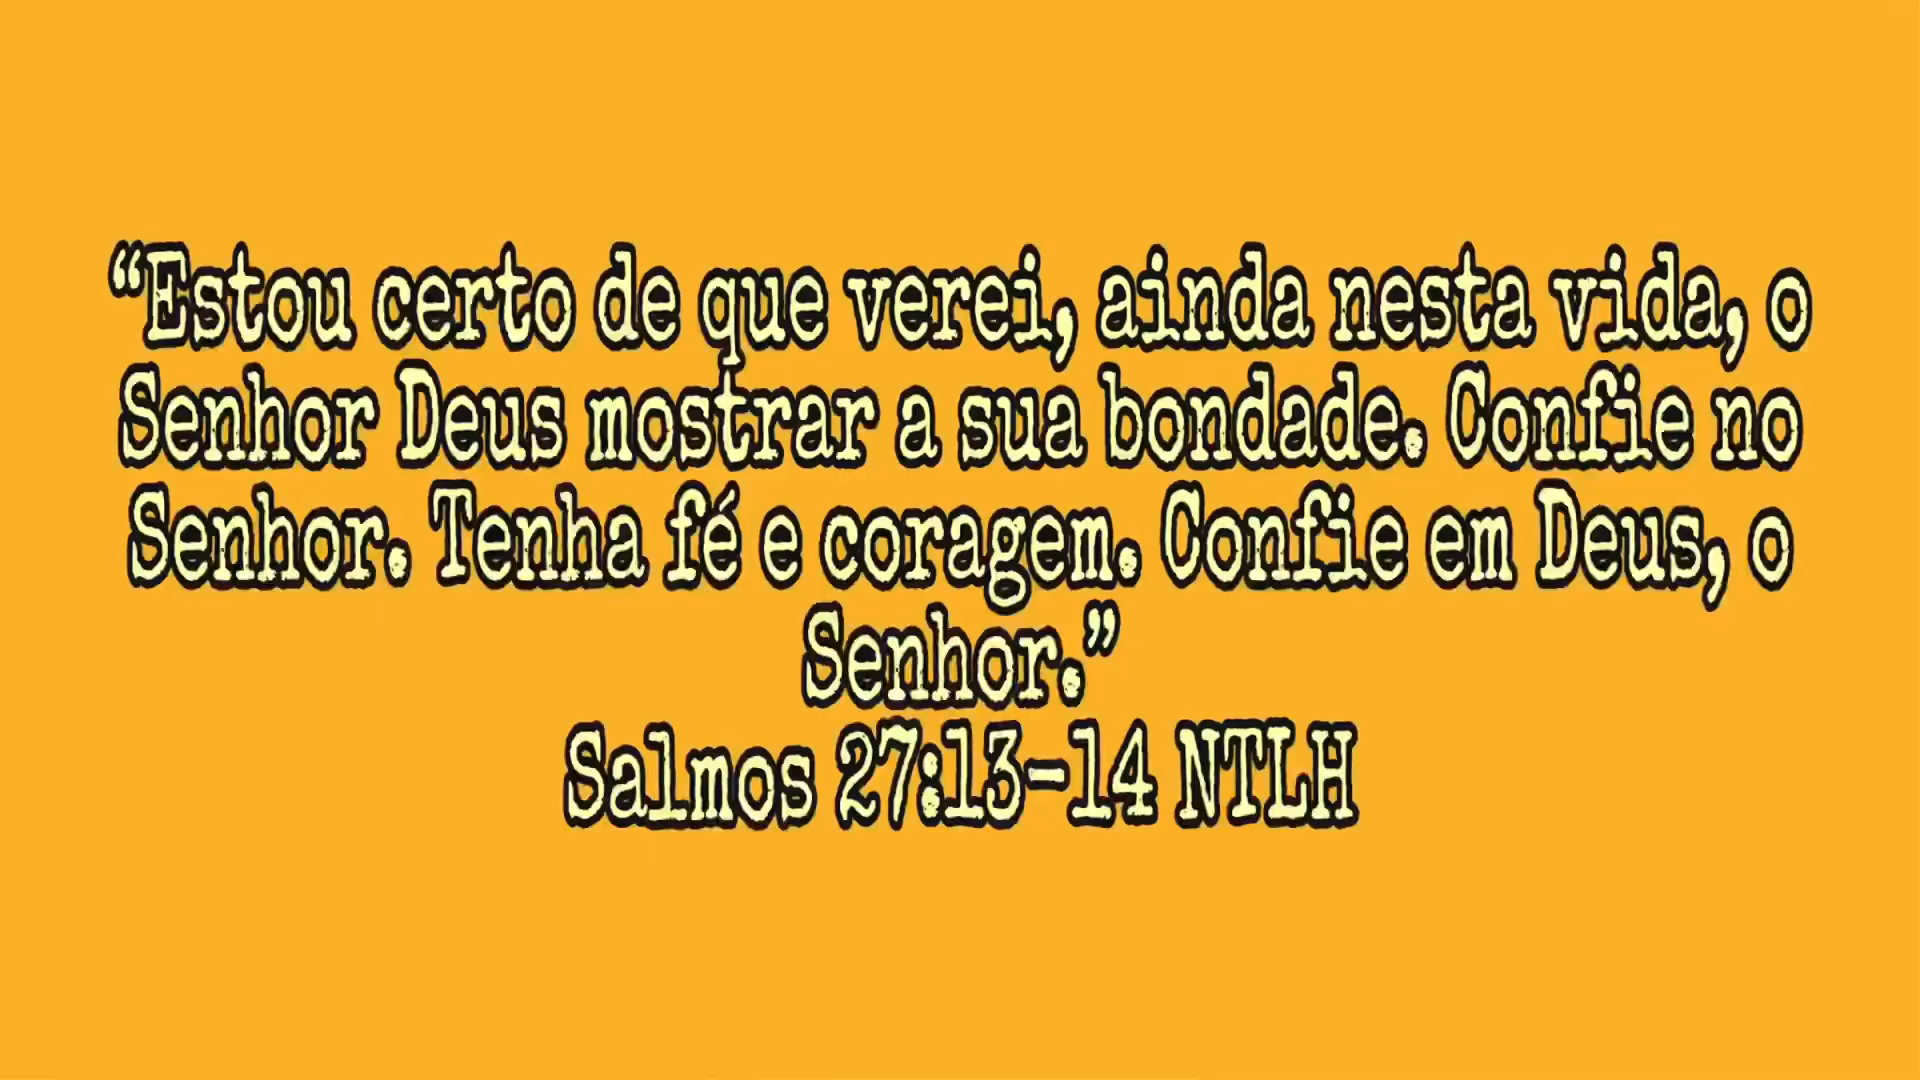 “Estou certo de que verei, ainda nesta vida, o
Senhor Deus mostrar a sua bondade. Confie no
Senhor. Tenha fé e coragem. Confie em Deus, o
Senhor.”
Salmos 27:13-14 NTLH